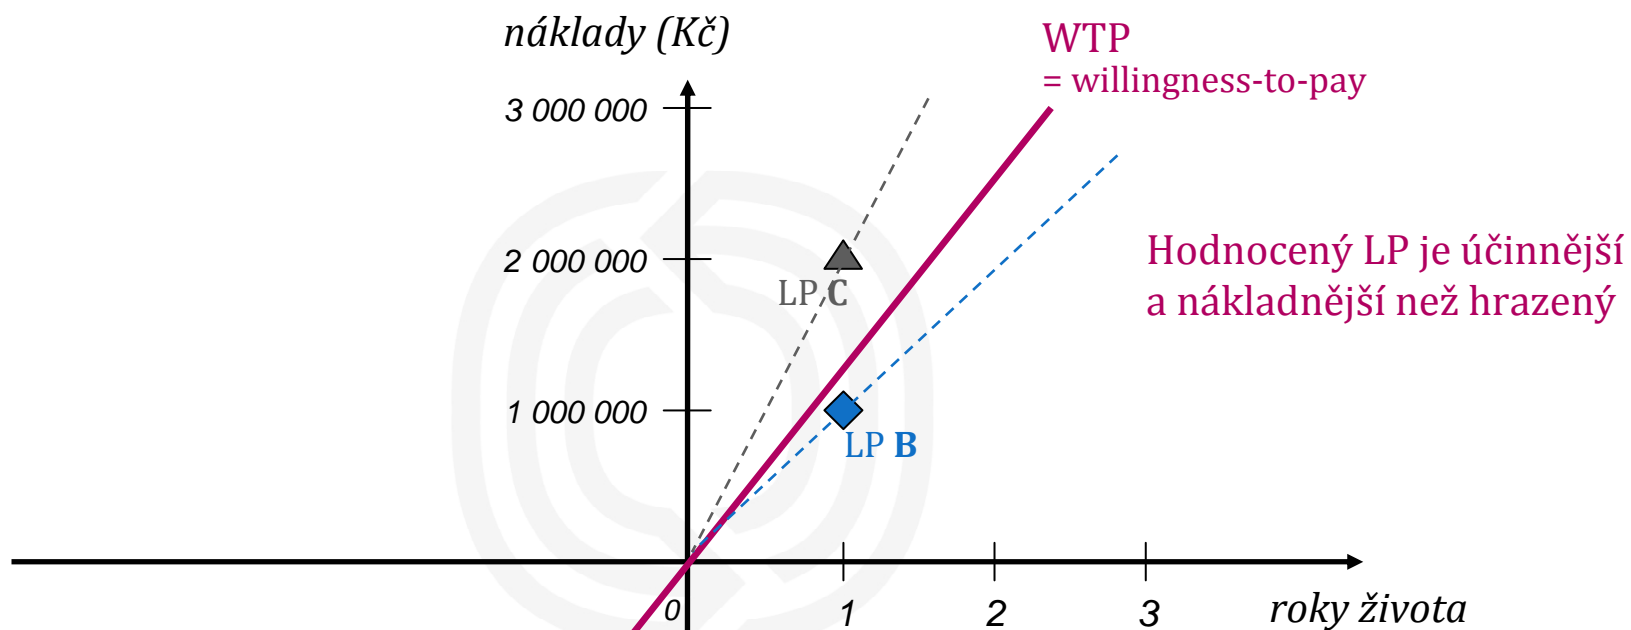 náklady (Kč)
WTP
= willingness-to-pay
3 000 000
2 000 000
LP C
Hodnocený LP je účinnější
a nákladnější než hrazený
1 000 000
LP B
0
1
2
3
roky života